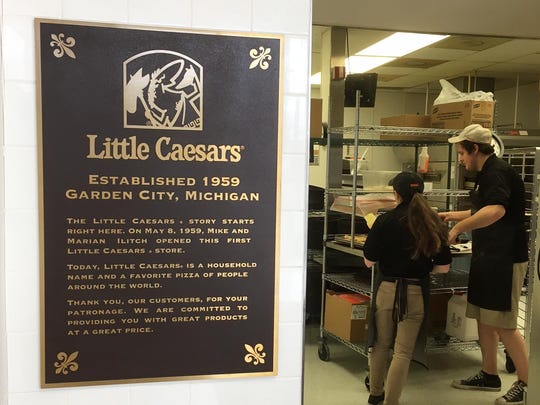 Little Caesars®
ESTABLISHED 1959
GARDEN CITY, MICHIGAN
THE LITTLE CAESARS® STORY STARTS
RIGHT HERE. ON MAY 8, 1959, MIKE AND
MARIAN ILITCH OPENED THIS FIRST
LITTLE CAESARS® STORE.
TODAY, LITTLE CAESARS® IS A HOUSEHOLD
NAME AND A FAVORITE PIZZA OF PEOPLE
AROUND THE WORLD.
THANK YOU, OUR CUSTOMERS, FOR YOUR
PATRONAGE. WE ARE COMMITTED TO
PROVIDING YOU WITH GREAT PRODUCTS
AT A GREAT PRICE.